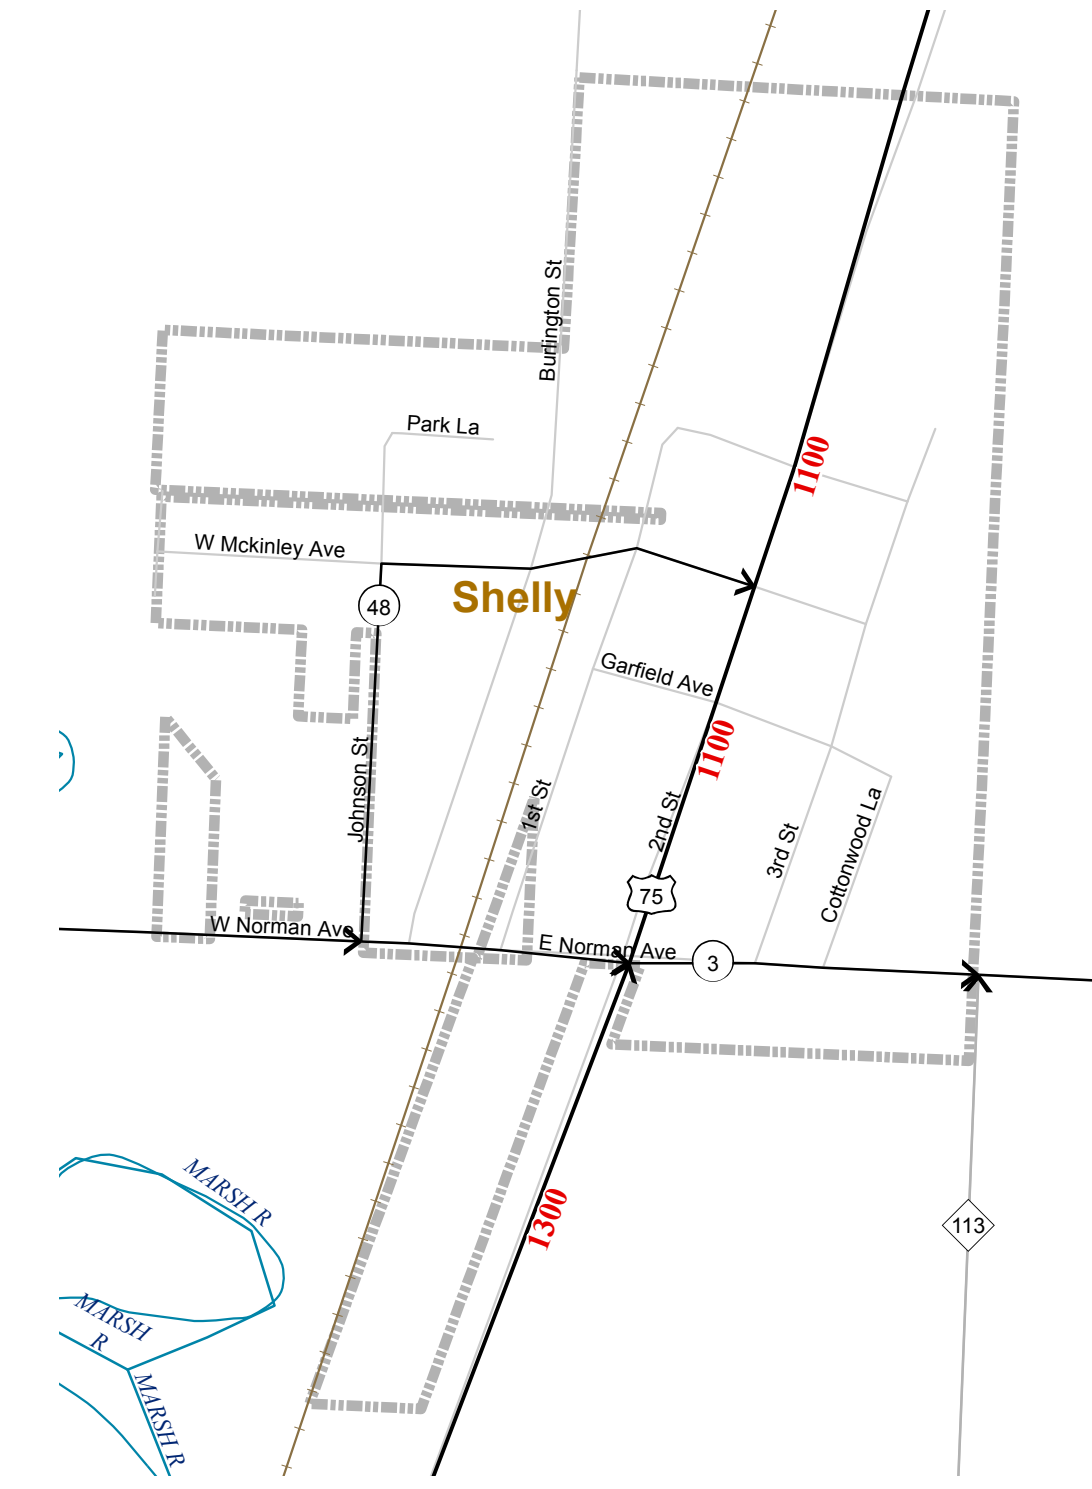 Burlington St
Park La
1100
W Mckinley Ave
Shelly
48
Garfield Ave
1100
Johnson St
1st St
2nd St
3rd St
Cottonwood La
75
W Norman Ave
E Norman Ave
3
MARSH R
1300
113
MARSH
R
MARSH R